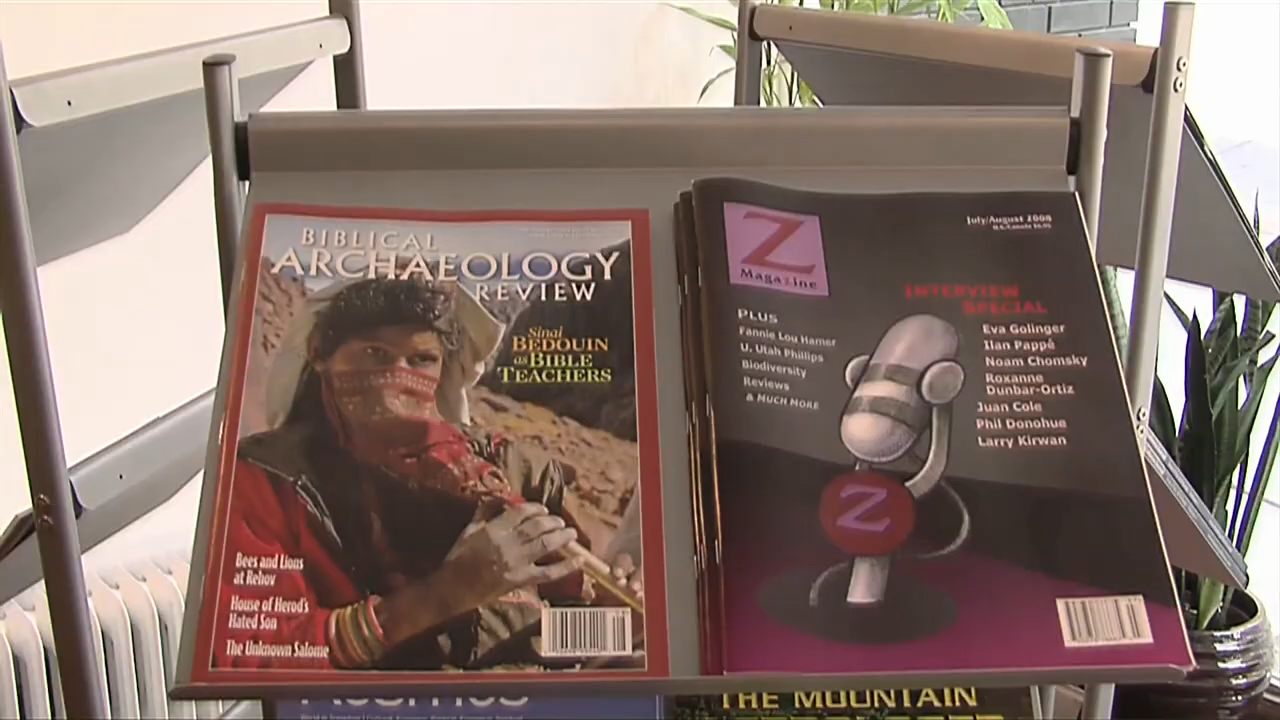 BIBLICAL
ARCHAEOLOGY
REVIEW
Sinai
BEDOUIN
as BIBLE
TEACHERS
Bees and Lions
at Rehov
House of Herod's
Hated Son
The Unknown Salome
Z
Magazine
July/August 2008
INTERVIEW
SPECIAL
PLUS
Fannie Lou Hamer
U. Utah Phillips
Biodiversity
Reviews
& MUCH MORE
Eva Golinger
Ilan Pappé
Noam Chomsky
Roxanne
Dunbar-Ortiz
Juan Cole
Phil Donohue
Larry Kirwan
Z
THE MOUNTAIN